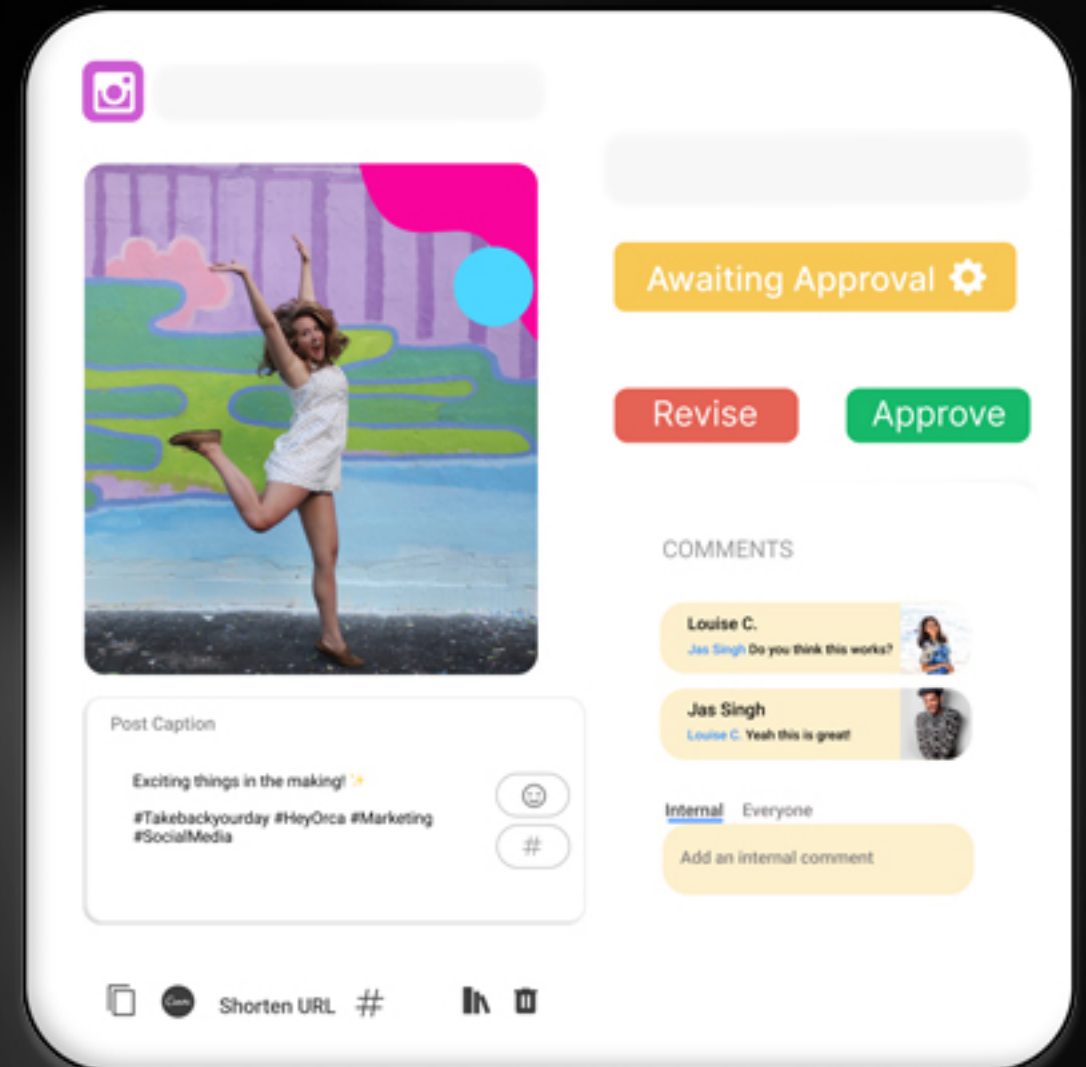 Awaiting Approval
Revise
Approve
COMMENTS
Louise C.
Jas Singh Do you think this works?
Jas Singh
Louise C. Yeah this is great!
Internal Everyone
Add an internal comment
Post Caption
Exciting things in the making! ✨
#Takebackyourday #HeyOrca #Marketing
#SocialMedia
#
Canva
Shorten URL #